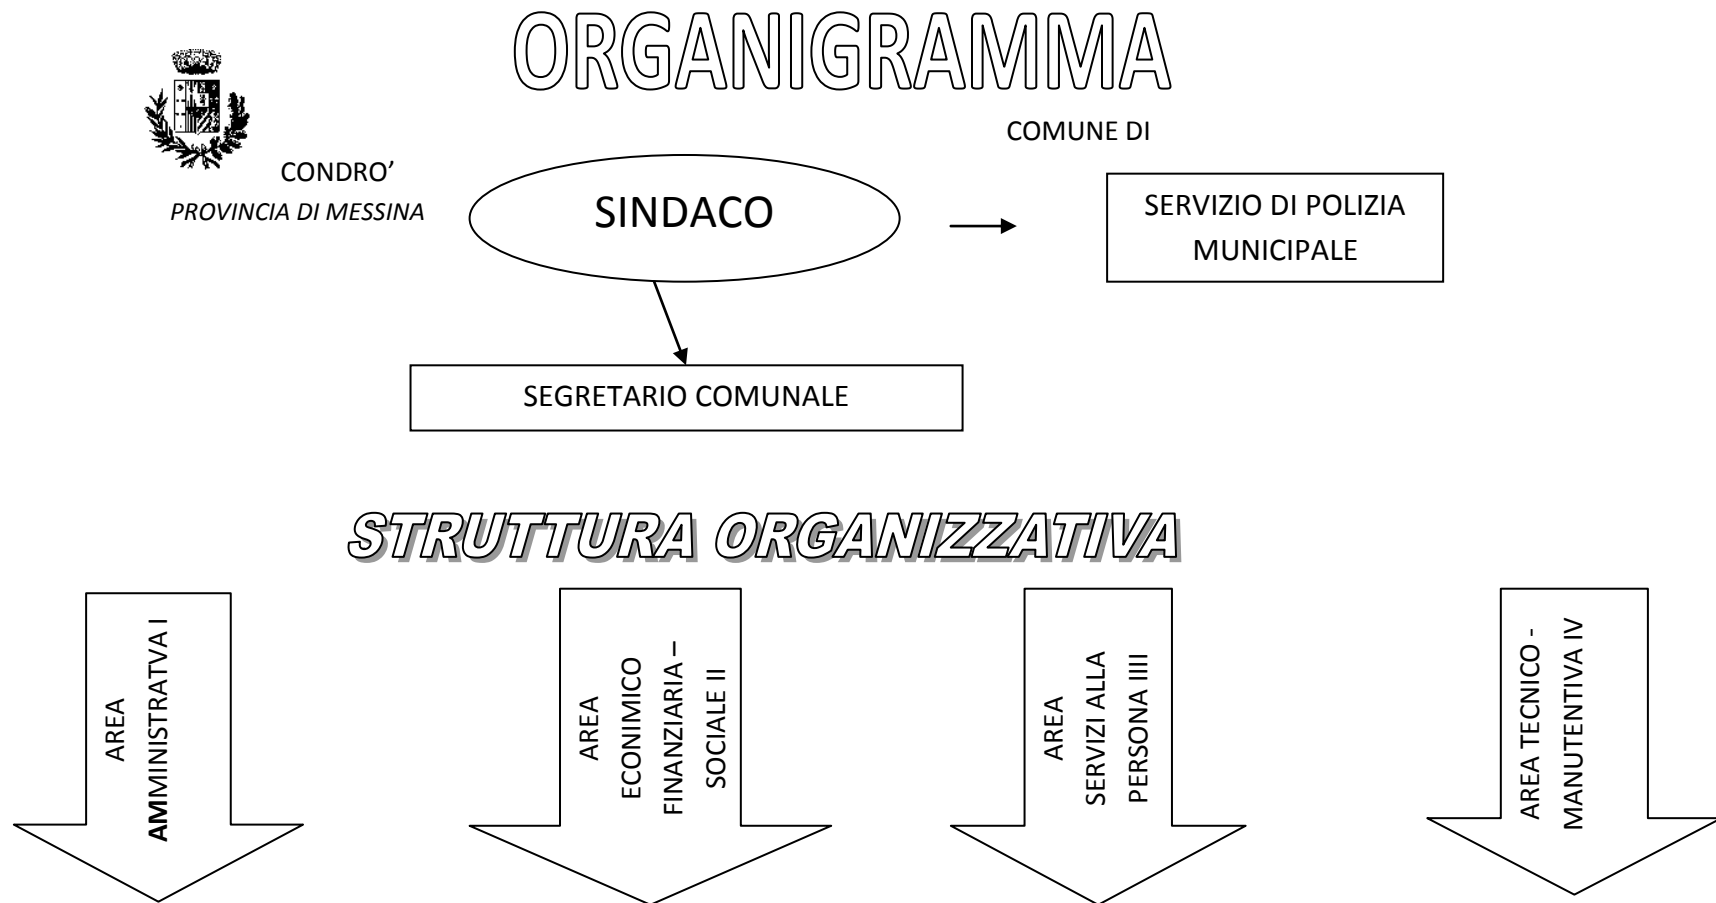 ORGANIGRAMMA
COMUNE DI
CONDRO’
PROVINCIA DI MESSINA
SINDACO
SERVIZIO DI POLIZIA
MUNICIPALE
SEGRETARIO COMUNALE
STRUTTURA ORGANIZZATIVA
AREA
AMMINISTRATVA I
AREA
ECONIMICO
FINANZIARIA –
SOCIALE II
AREA
SERVIZI ALLA
PERSONA IIII
AREA TECNICO -
MANUTENTIVA IV